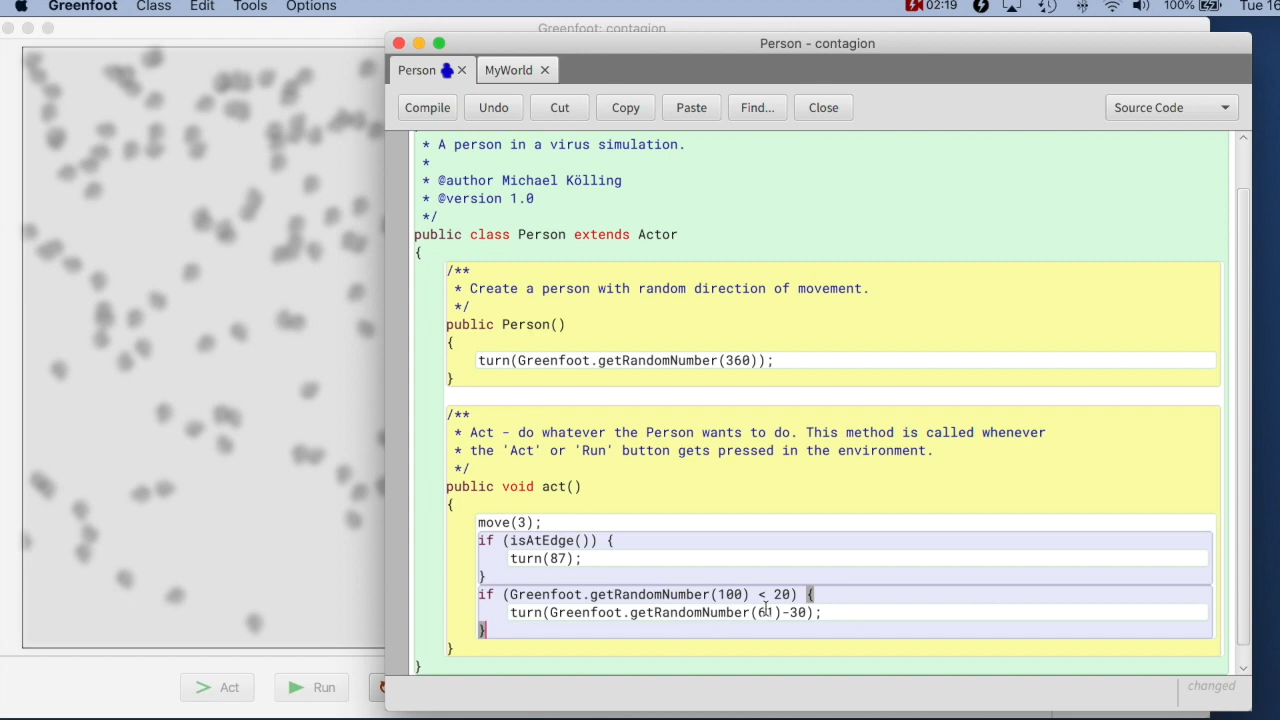 Greenfoot Class Edit Tools Options 02:19 100% Tue 16
Greenfoot: contagion
Person - contagion
Person MyWorld
Compile Undo Cut Copy Paste Find... Close Source Code
* A person in a virus simulation.
*
* @author Michael Kölling
* @version 1.0
*/
public class Person extends Actor
{
/**
* Create a person with random direction of movement.
*/
public Person()
{
turn(Greenfoot.getRandomNumber(360));
}
/**
* Act - do whatever the Person wants to do. This method is called whenever
* the 'Act' or 'Run' button gets pressed in the environment.
*/
public void act()
{
move(3);
if (isAtEdge()) {
turn(87);
}
if (Greenfoot.getRandomNumber(100) < 20) {
turn(Greenfoot.getRandomNumber(61)-30);
}
}
}
> Act Run
changed